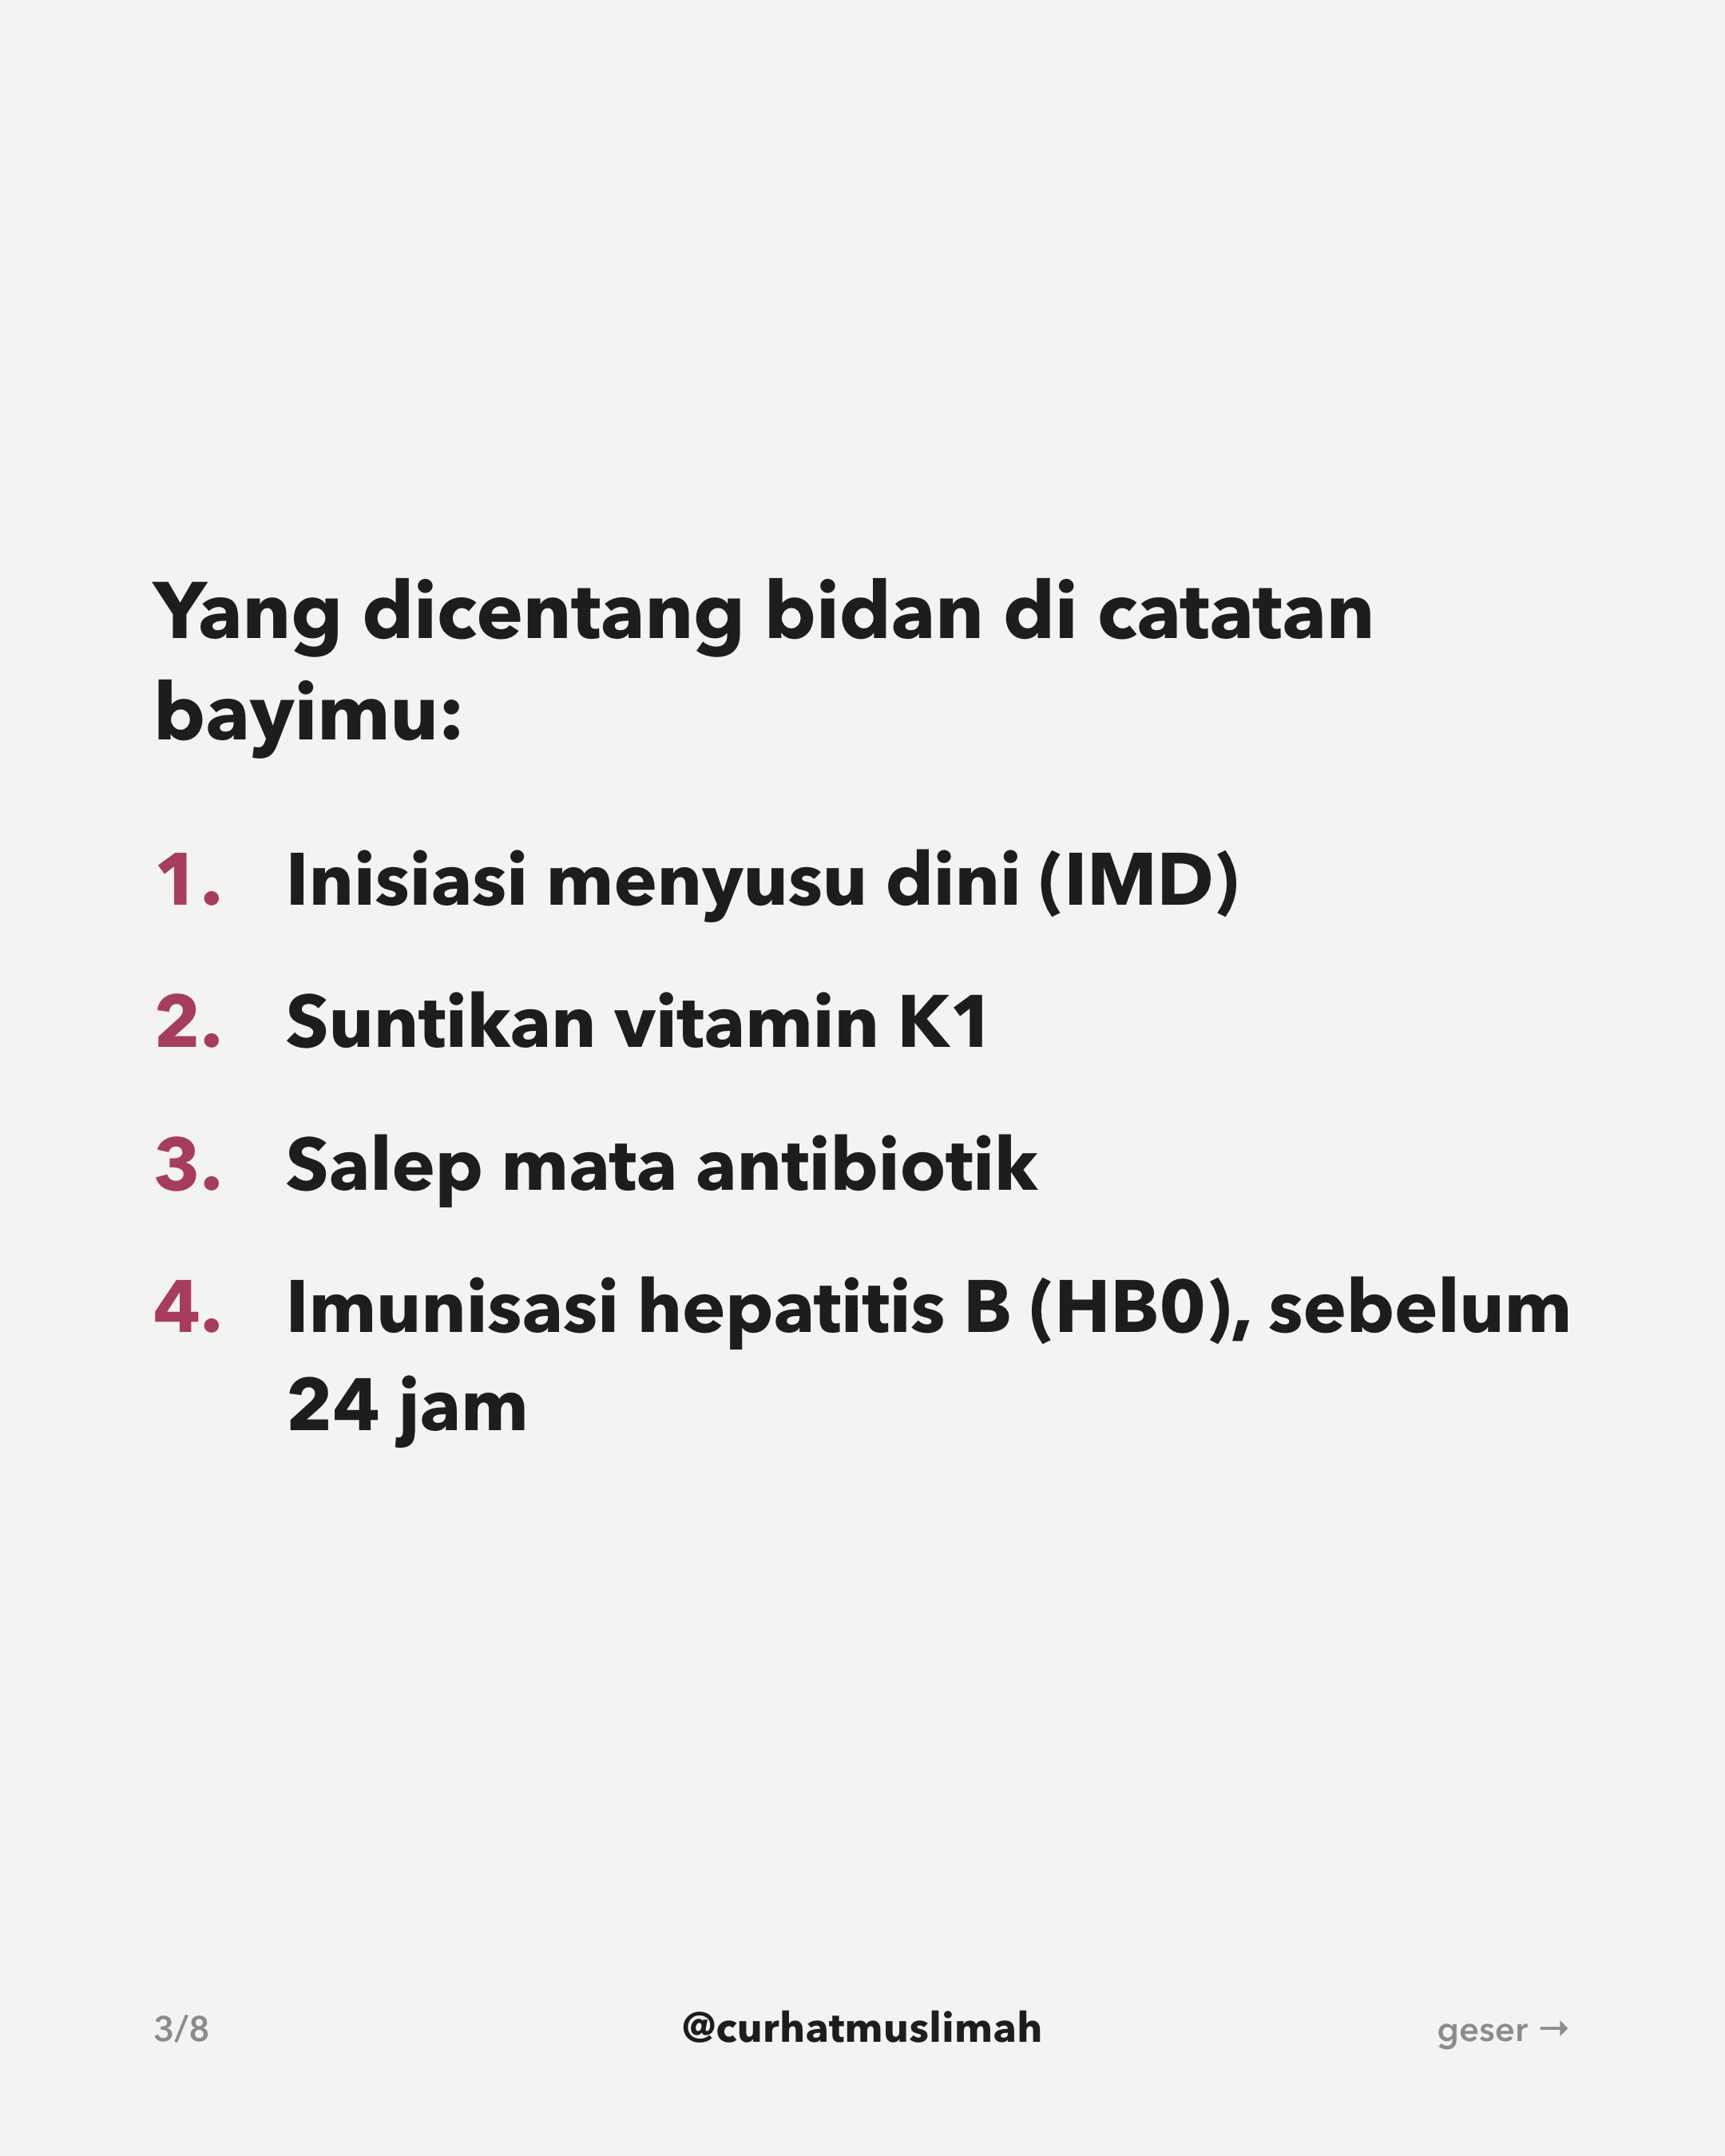 Yang dicentang bidan di catatan
bayimu:
1. Inisiasi menyusu dini (IMD)
2. Suntikan vitamin K1
3. Salep mata antibiotik
4. Imunisasi hepatitis B (HB0), sebelum
24 jam
3/8
@curhatmuslimah
geser →